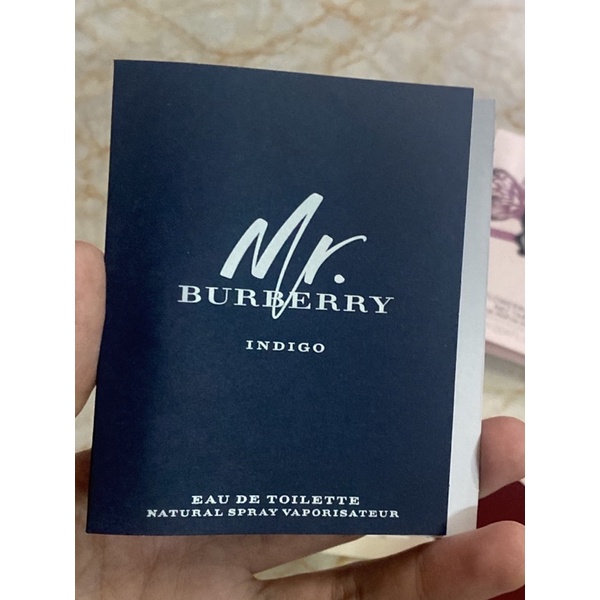 Mr.
BURBERRY
INDIGO
EAU DE TOILETTE
NATURAL SPRAY VAPORISATEUR